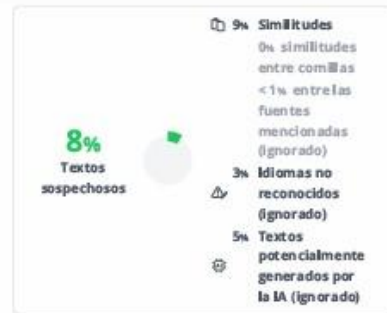 8%
Textos
sospechosos
9% Similitudes
0% similitudes
entre comillas
<1% entre las
fuentes
mencionadas
(ignorado)
3% Idiomas no
reconocidos
(ignorado)
5% Textos
potencialmente
generados por
la IA (ignorado)